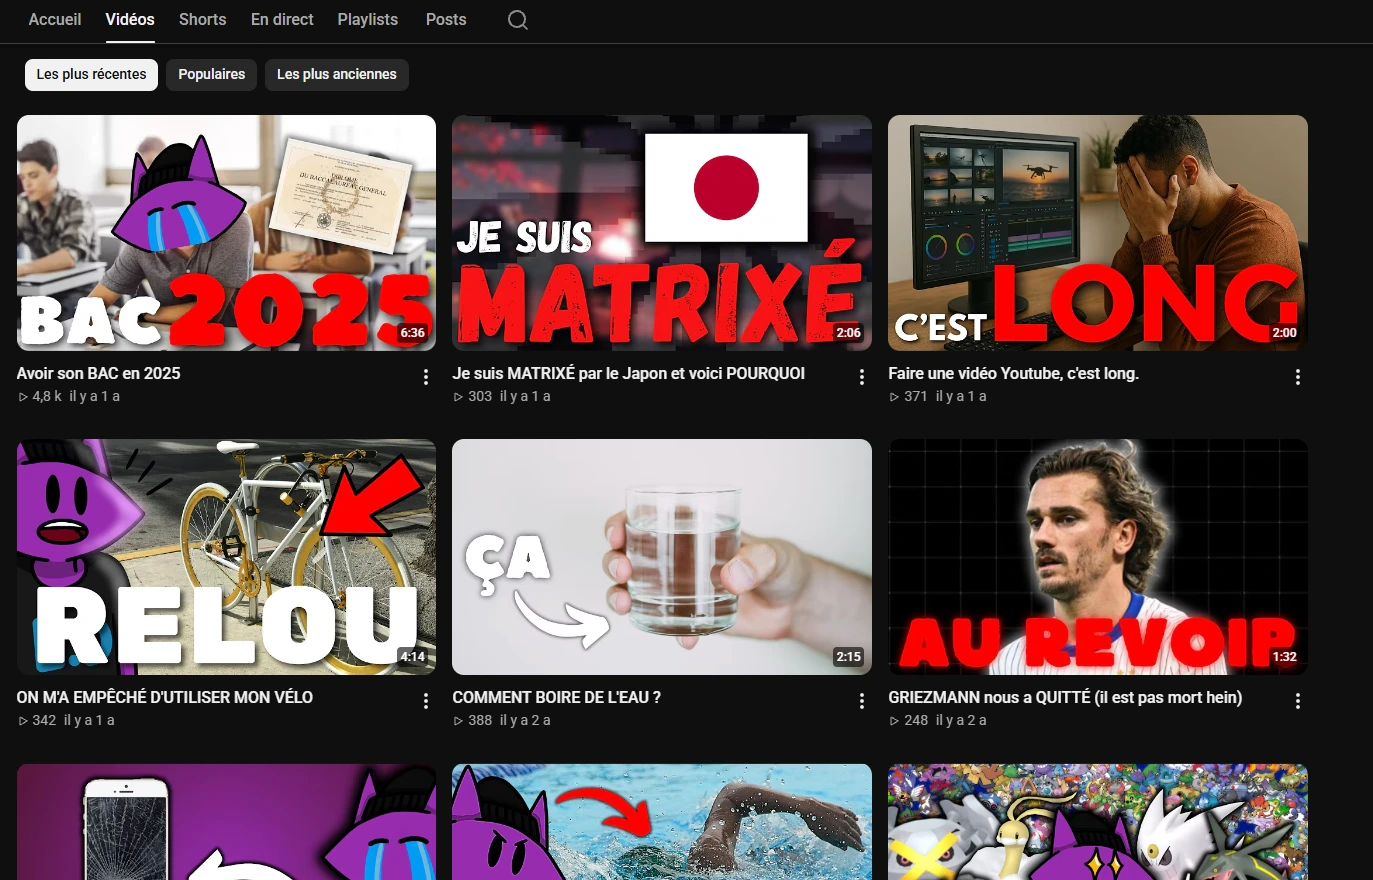 Accueil Vidéos Shorts En direct Playlists Posts
Les plus récentes Populaires Les plus anciennes
DIPLÔME
DU BACCALAURÉAT GÉNÉRAL
BAC 2025
6:36
JE SUIS
MATRIXÉ
2:06
C'EST LONG
2:00
Avoir son BAC en 2025
4,8 k il y a 1 a
Je suis MATRIXÉ par le Japon et voici POURQUOI
303 il y a 1 a
Faire une vidéo Youtube, c'est long.
371 il y a 1 a
RELOU
4:14
ÇA
2:15
AU REVOIR
1:32
ON M'A EMPÊCHÉ D'UTILISER MON VÉLO
342 il y a 1 a
COMMENT BOIRE DE L'EAU ?
388 il y a 2 a
GRIEZMANN nous a QUITTÉ (il est pas mort hein)
248 il y a 2 a